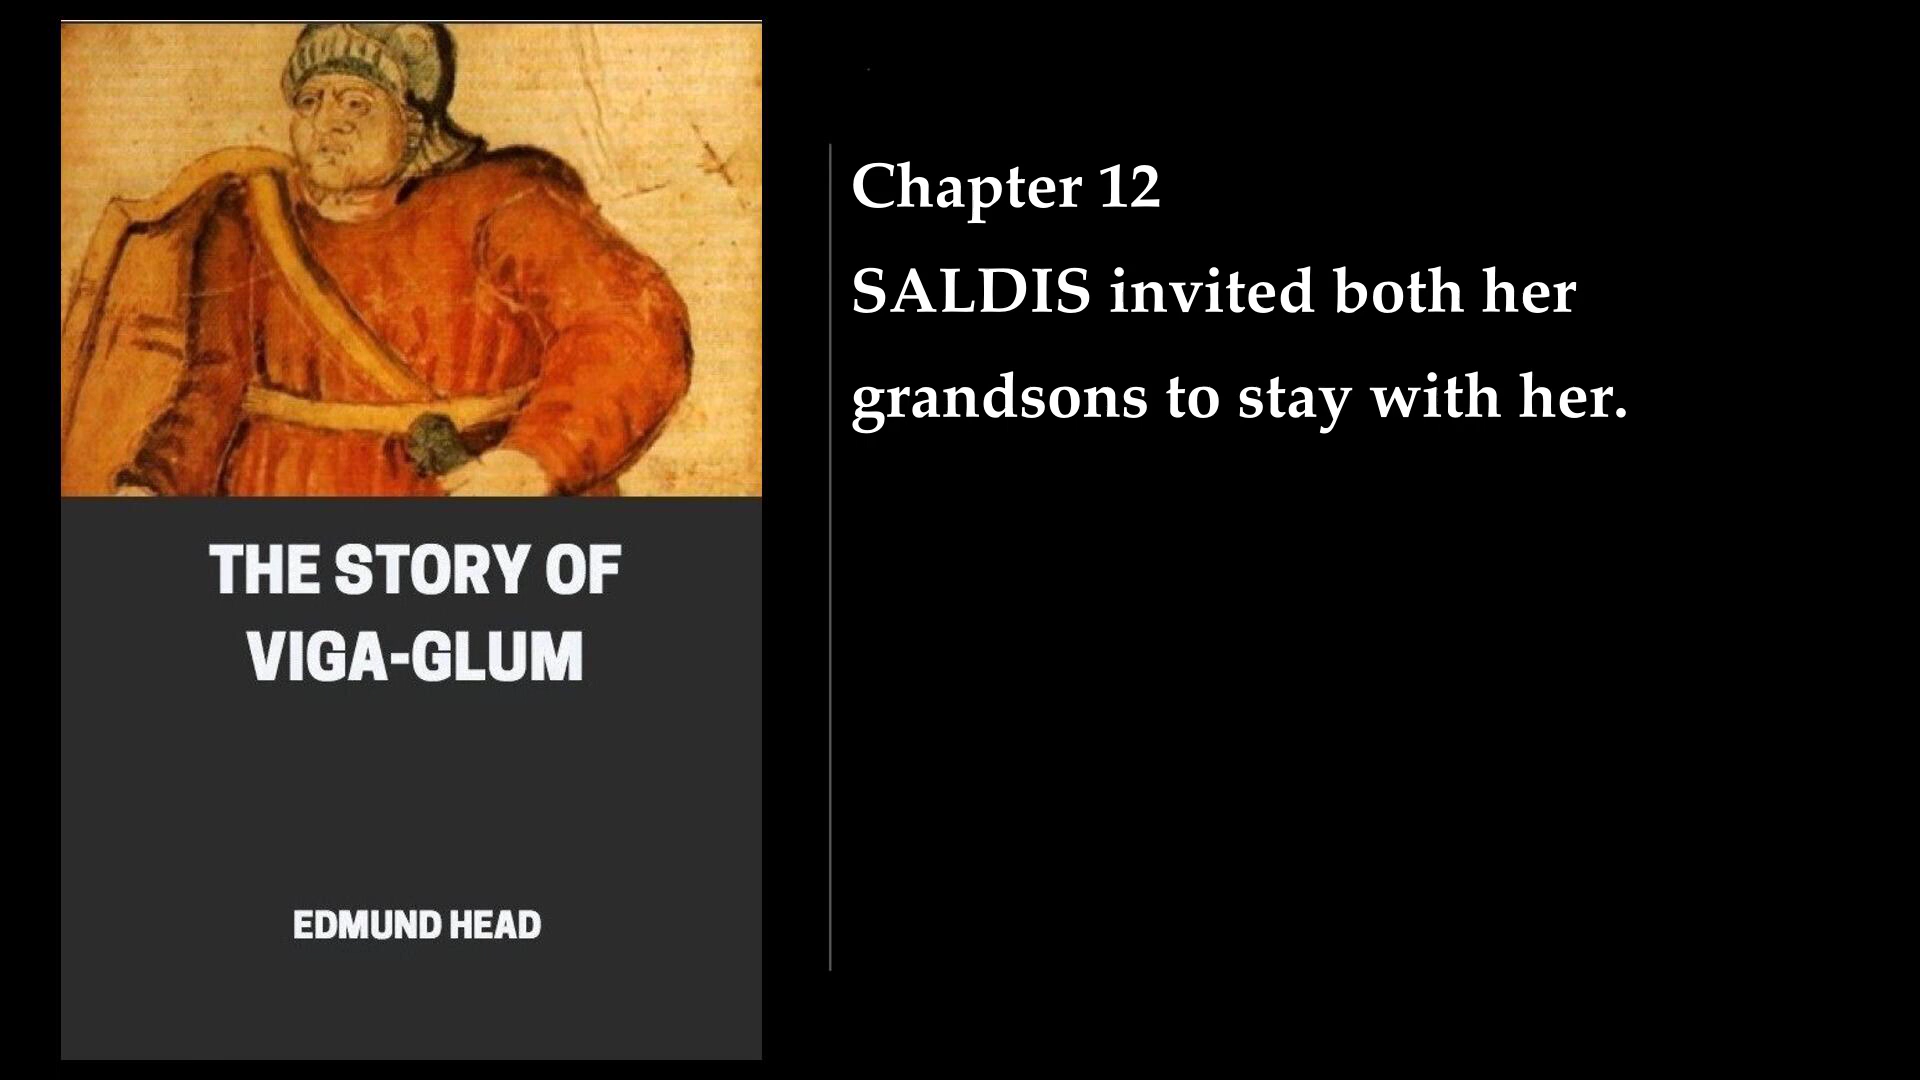 THE STORY OF
VIGA-GLUM
EDMUND HEAD
Chapter 12
SALDIS invited both her
grandsons to stay with her.